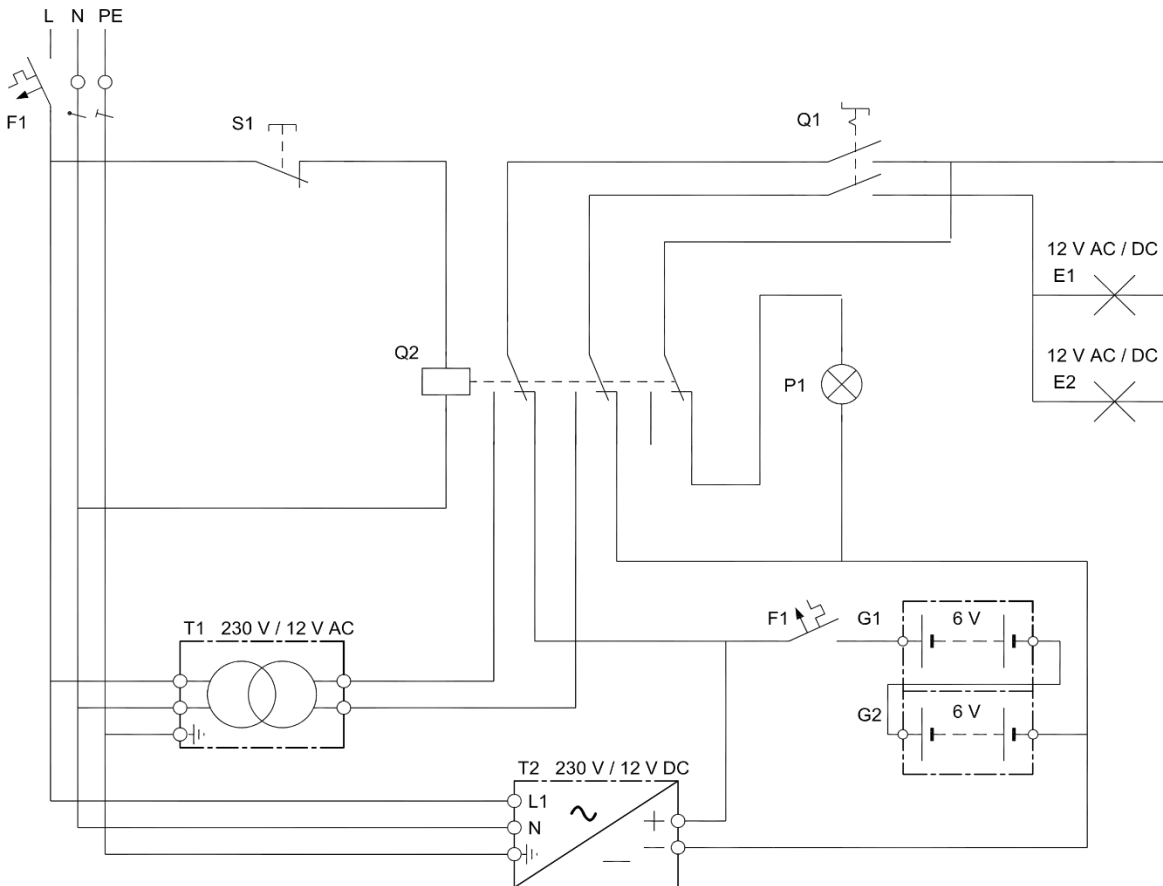 L N PE
F1
S1
Q1
12 V AC / DC
E1
Q2
12 V AC / DC
E2
P1
F1
G1
6 V
T1 230 V / 12 V AC
G2
6 V
T2 230 V / 12 V DC
L1
N